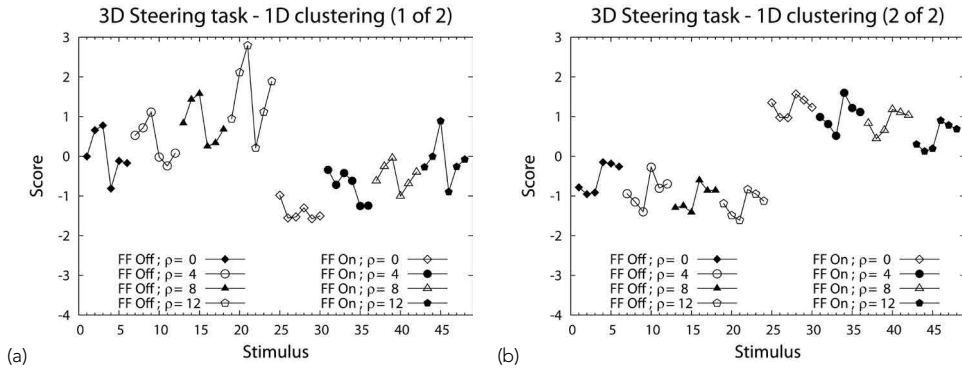 3D Steering task - 1D clustering (1 of 2)
3
2
1
0
-1
-2
-3
-4
Score
FF Off ; ρ = 0
FF Off ; ρ = 4
FF Off ; ρ = 8
FF Off ; ρ = 12
FF On ; ρ = 0
FF On ; ρ = 4
FF On ; ρ = 8
FF On ; ρ = 12
0 5 10 15 20 25 30 35 40 45
Stimulus
(a)
3D Steering task - 1D clustering (2 of 2)
3
2
1
0
-1
-2
-3
-4
Score
FF Off ; ρ = 0
FF Off ; ρ = 4
FF Off ; ρ = 8
FF Off ; ρ = 12
FF On ; ρ = 0
FF On ; ρ = 4
FF On ; ρ = 8
FF On ; ρ = 12
0 5 10 15 20 25 30 35 40 45
Stimulus
(b)